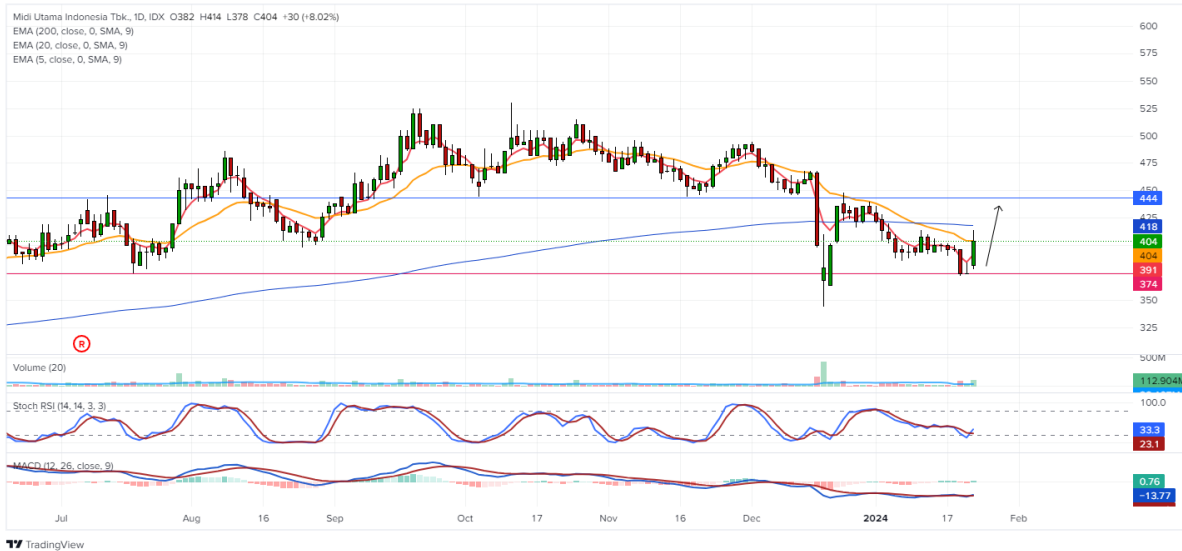 Midi Utama Indonesia Tbk., 1D, IDX O382 H414 L378 C404 +30 (+8.02%)
EMA (200, close, 0, SMA, 9)
EMA (20, close, 0, SMA, 9)
EMA (5, close, 0, SMA, 9)
600
575
550
525
500
475
450
444
425
418
404
404
391
374
350
325
R
Volume (20)
500M
112.904M
Stoch RSI (14, 14, 3, 3)
100.0
33.3
23.1
MACD (12, 26, close, 9)
0.76
−13.77
Jul Aug 16 Sep Oct 17 Nov 16 Dec 2024 17 Feb
TradingView